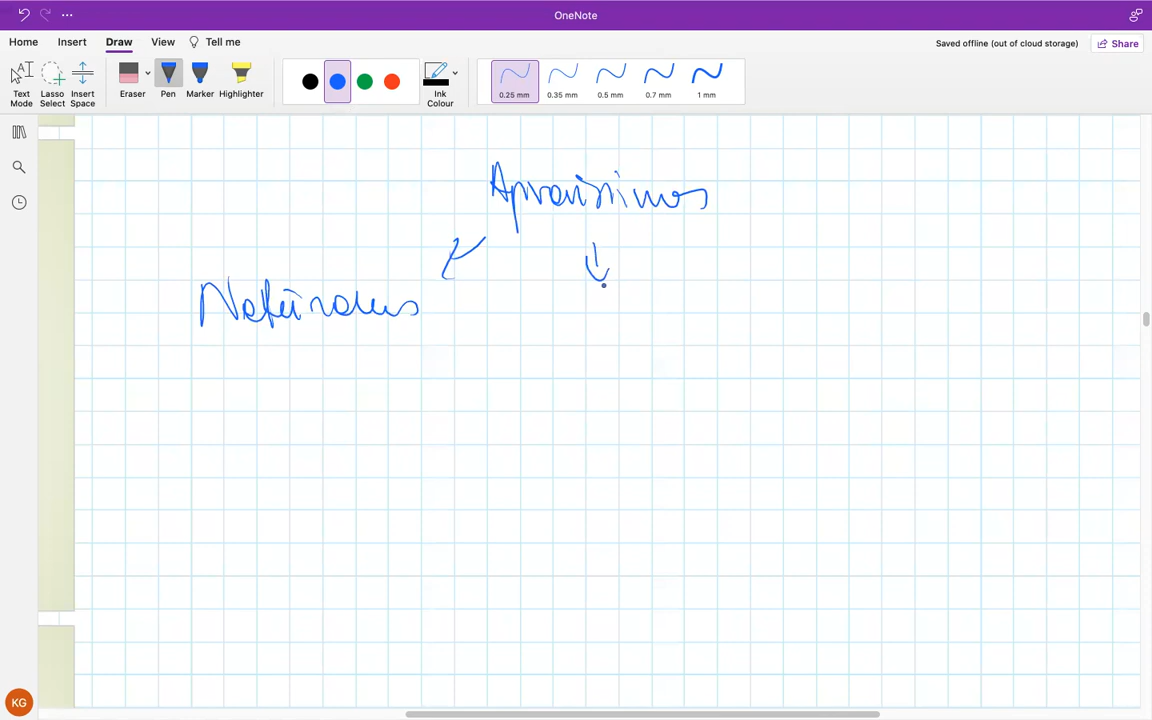 OneNote
Home Insert Draw View Tell me
Saved offline (out of cloud storage) Share
Text Mode
Lasso Select
Insert Space
Eraser Pen Marker Highlighter
Ink Colour
0.25 mm 0.35 mm 0.5 mm 0.7 mm 1 mm
KG